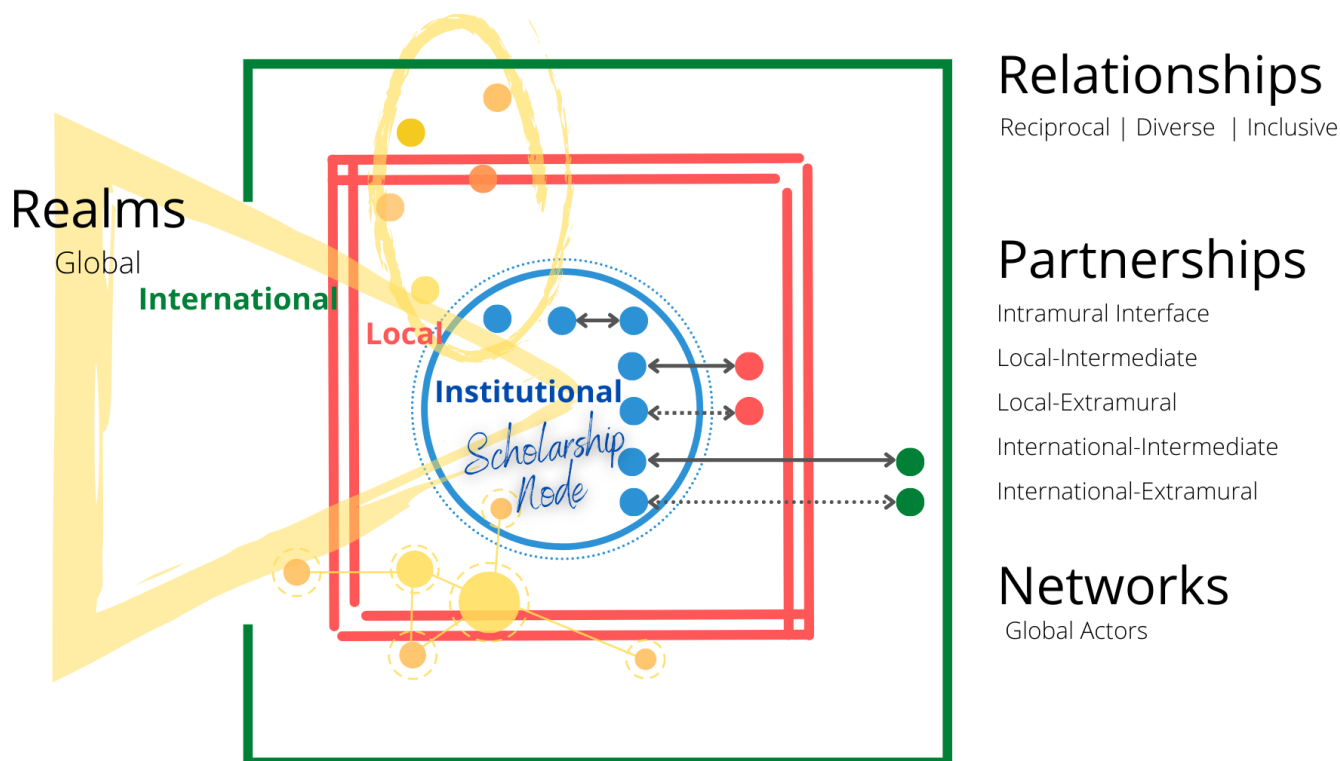 Realms
Global
International
Local
Institutional
Scholarship
Node
Relationships
Reciprocal | Diverse | Inclusive
Partnerships
Intramural Interface
Local-Intermediate
Local-Extramural
International-Intermediate
International-Extramural
Networks
Global Actors